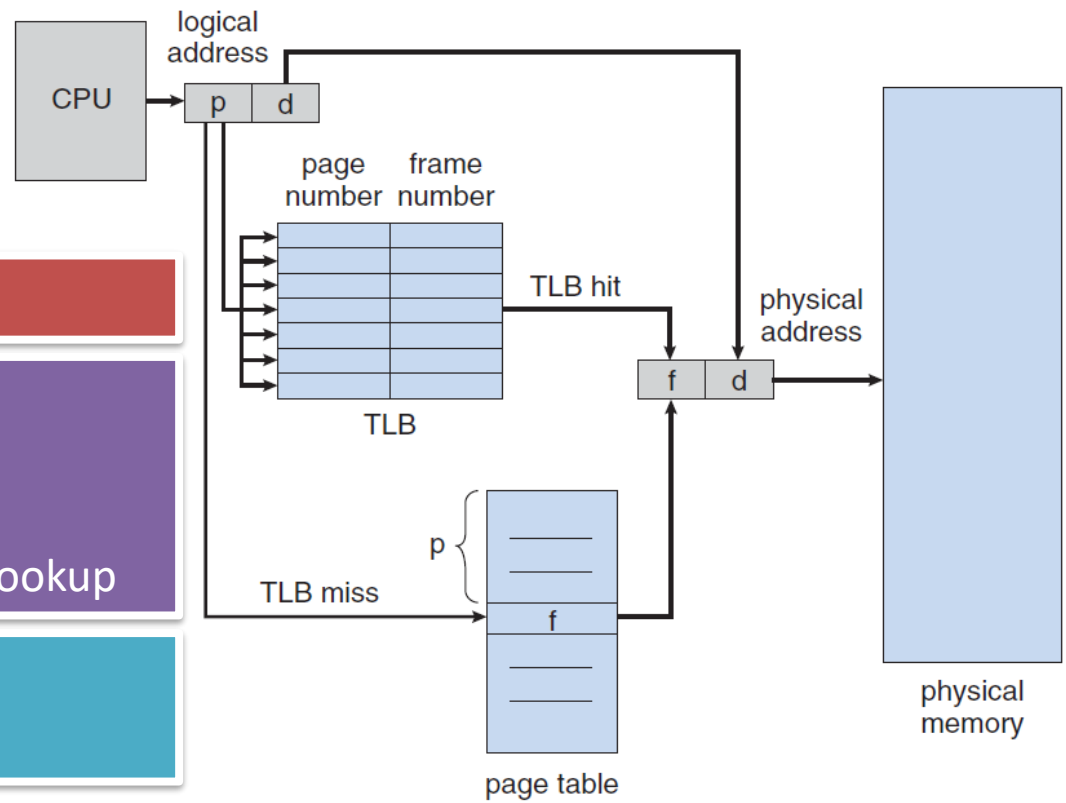 logical
address
CPU
p
d
page
number
frame
number
TLB hit
physical
address
f
d
TLB
p
ookup
TLB miss
f
physical
memory
page table